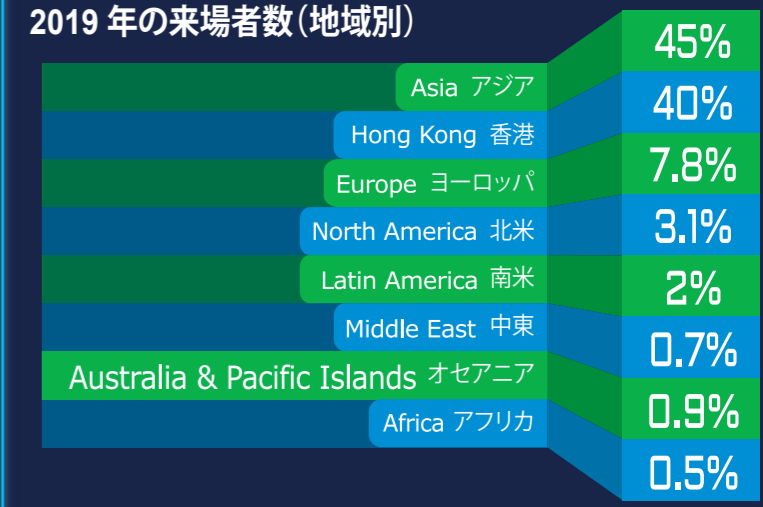 2019 年の来場者数（地域別）
Asia アジア 45%
Hong Kong 香港 40%
Europe ヨーロッパ 7.8%
North America 北米 3.1%
Latin America 南米 2%
Middle East 中東 0.7%
Australia & Pacific Islands オセアニア 0.9%
Africa アフリカ 0.5%